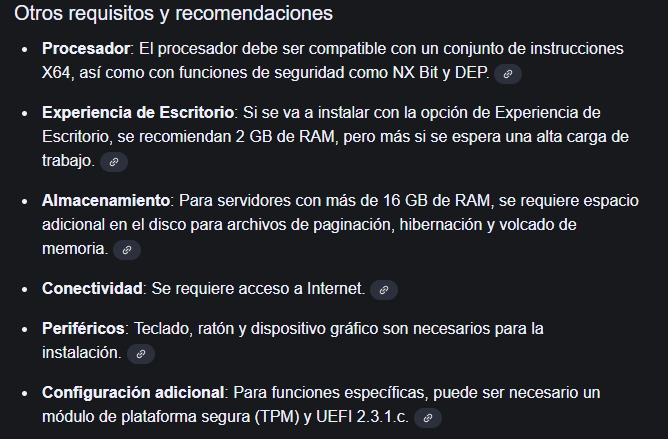 Otros requisitos y recomendaciones
• Procesador: El procesador debe ser compatible con un conjunto de instrucciones
X64, así como con funciones de seguridad como NX Bit y DEP.
• Experiencia de Escritorio: Si se va a instalar con la opción de Experiencia de
Escritorio, se recomiendan 2 GB de RAM, pero más si se espera una alta carga de
trabajo.
• Almacenamiento: Para servidores con más de 16 GB de RAM, se requiere espacio
adicional en el disco para archivos de paginación, hibernación y volcado de
memoria.
• Conectividad: Se requiere acceso a Internet.
• Periféricos: Teclado, ratón y dispositivo gráfico son necesarios para la
instalación.
• Configuración adicional: Para funciones específicas, puede ser necesario un
módulo de plataforma segura (TPM) y UEFI 2.3.1.c.